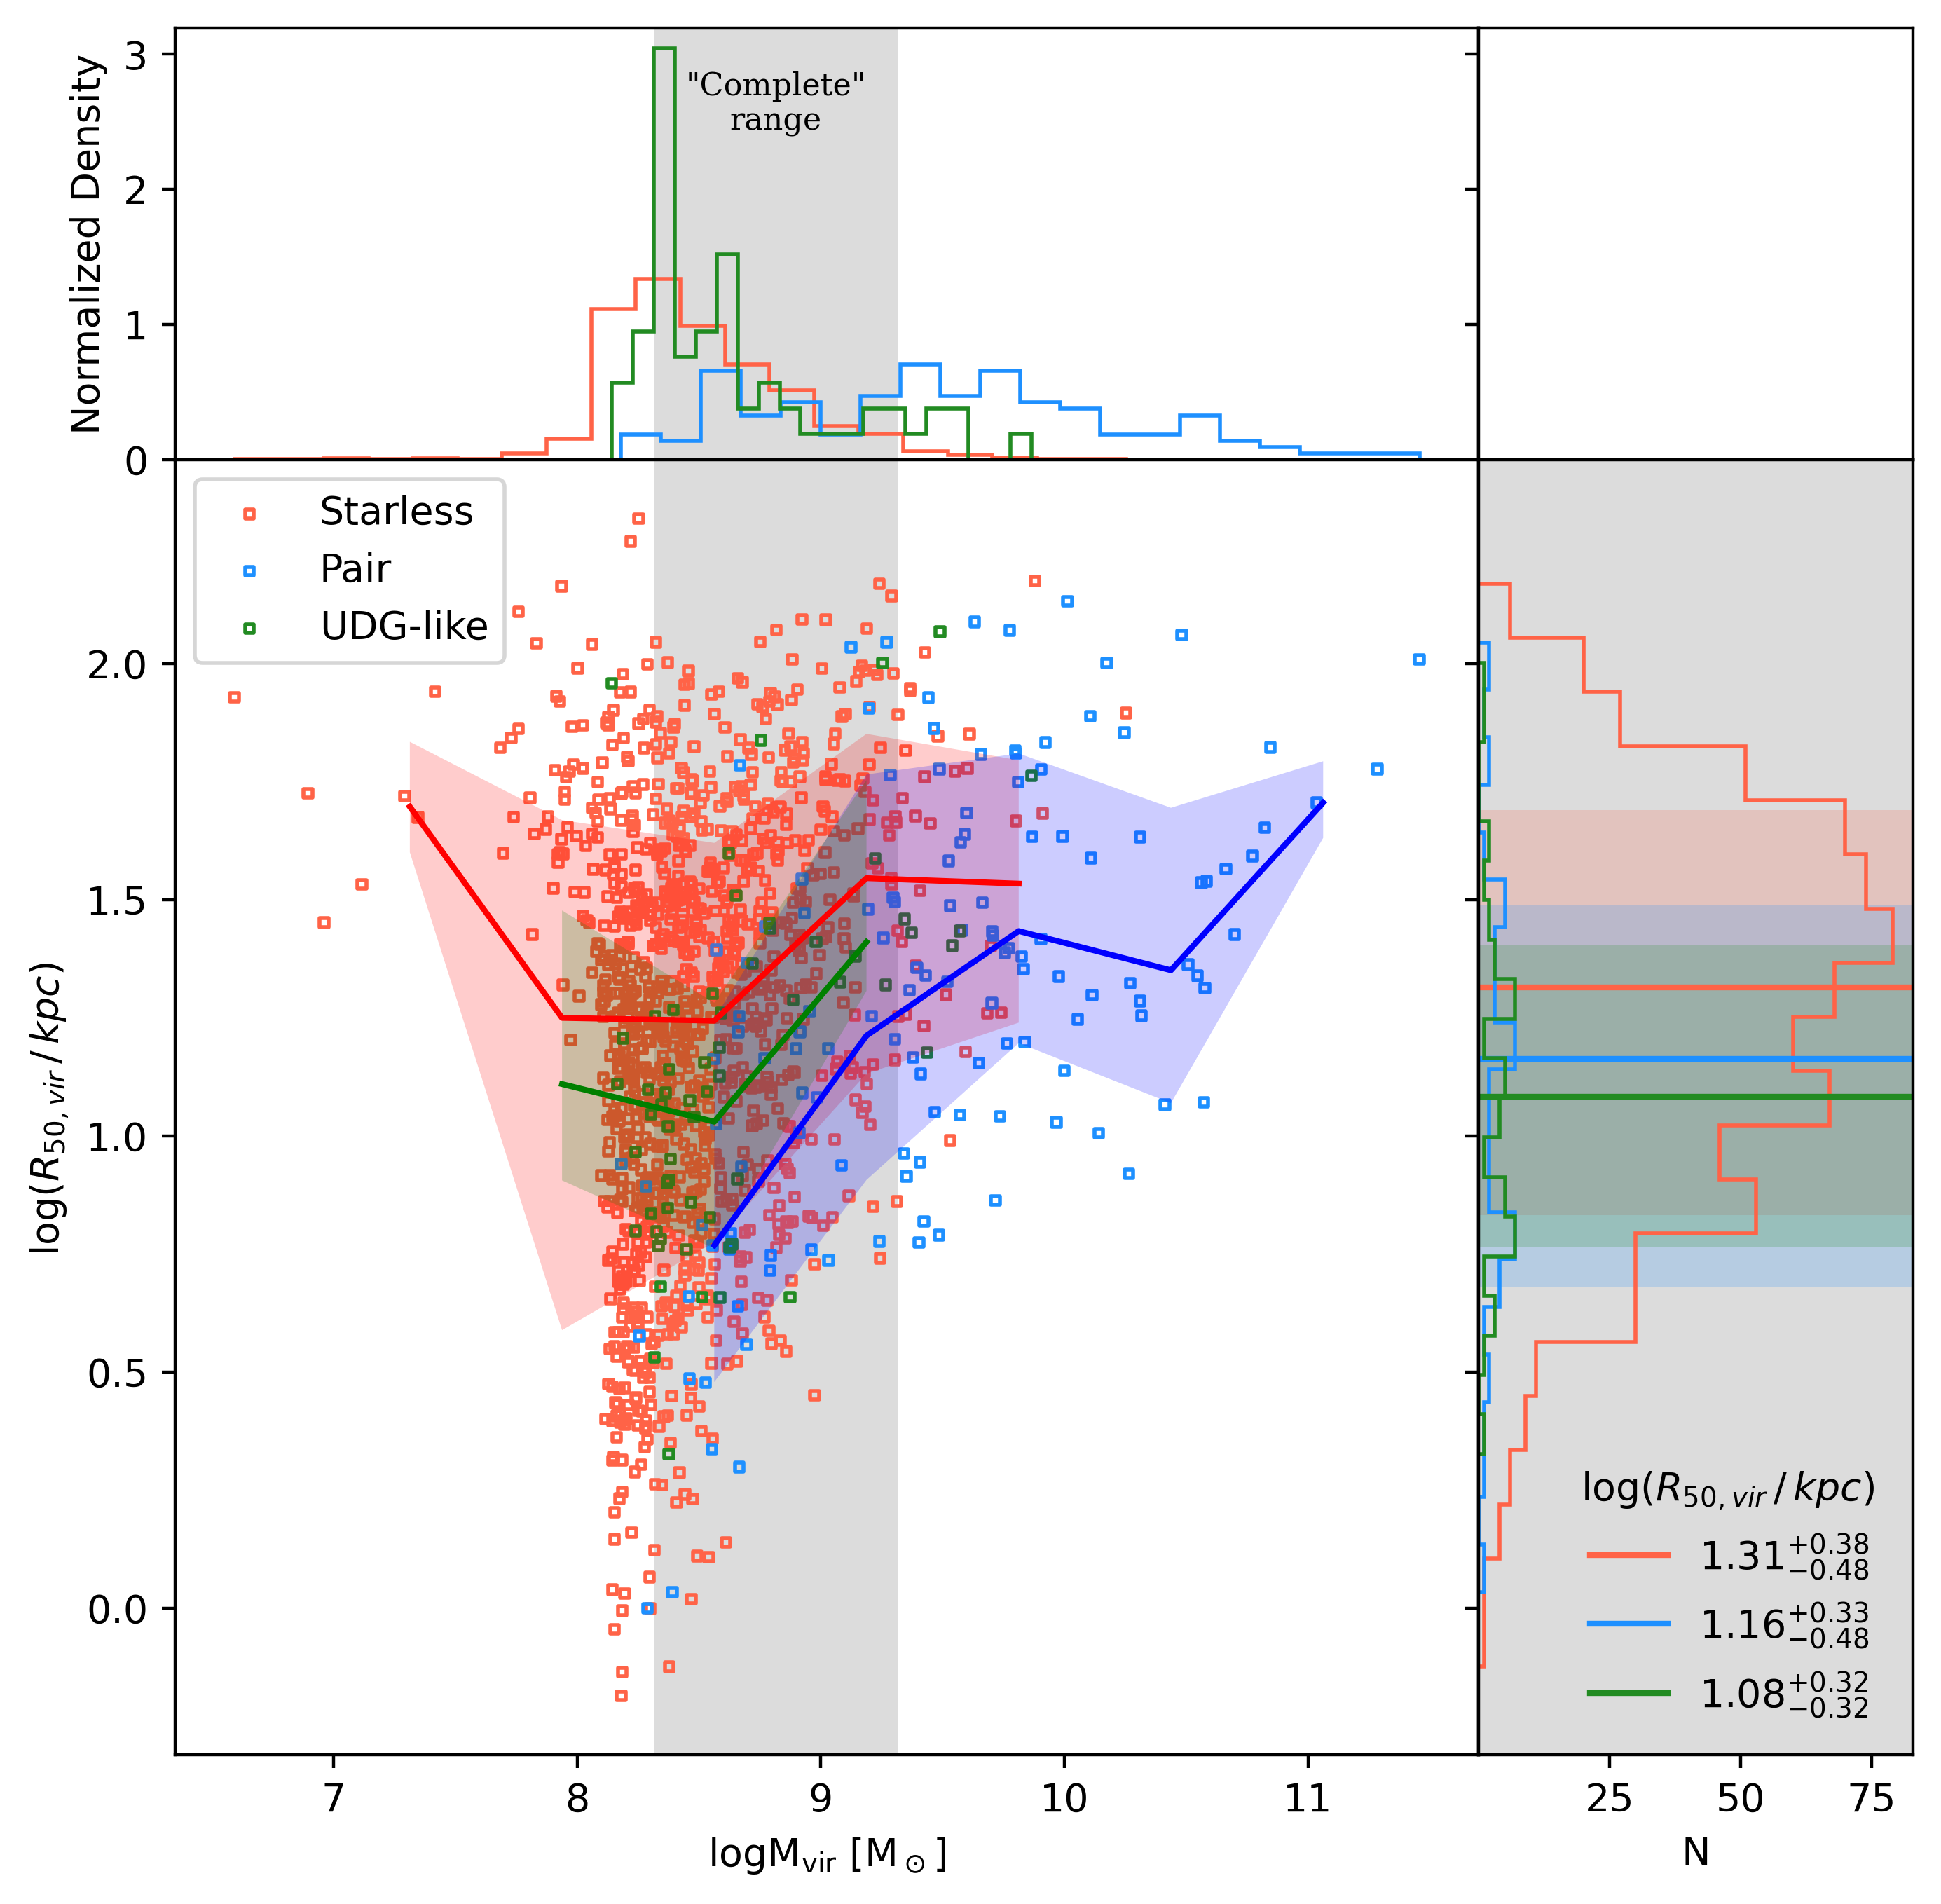 Normalized Density
3
2
1
0
"Complete"
range
Starless
Pair
UDG-like
log(R50,vir / kpc)
2.0
1.5
1.0
0.5
0.0
log(R50,vir / kpc)
1.31+0.38−0.48
1.16+0.33−0.48
1.08+0.32−0.32
7 8 9 10 11
25 50 75
logMvir [M⊙]
N